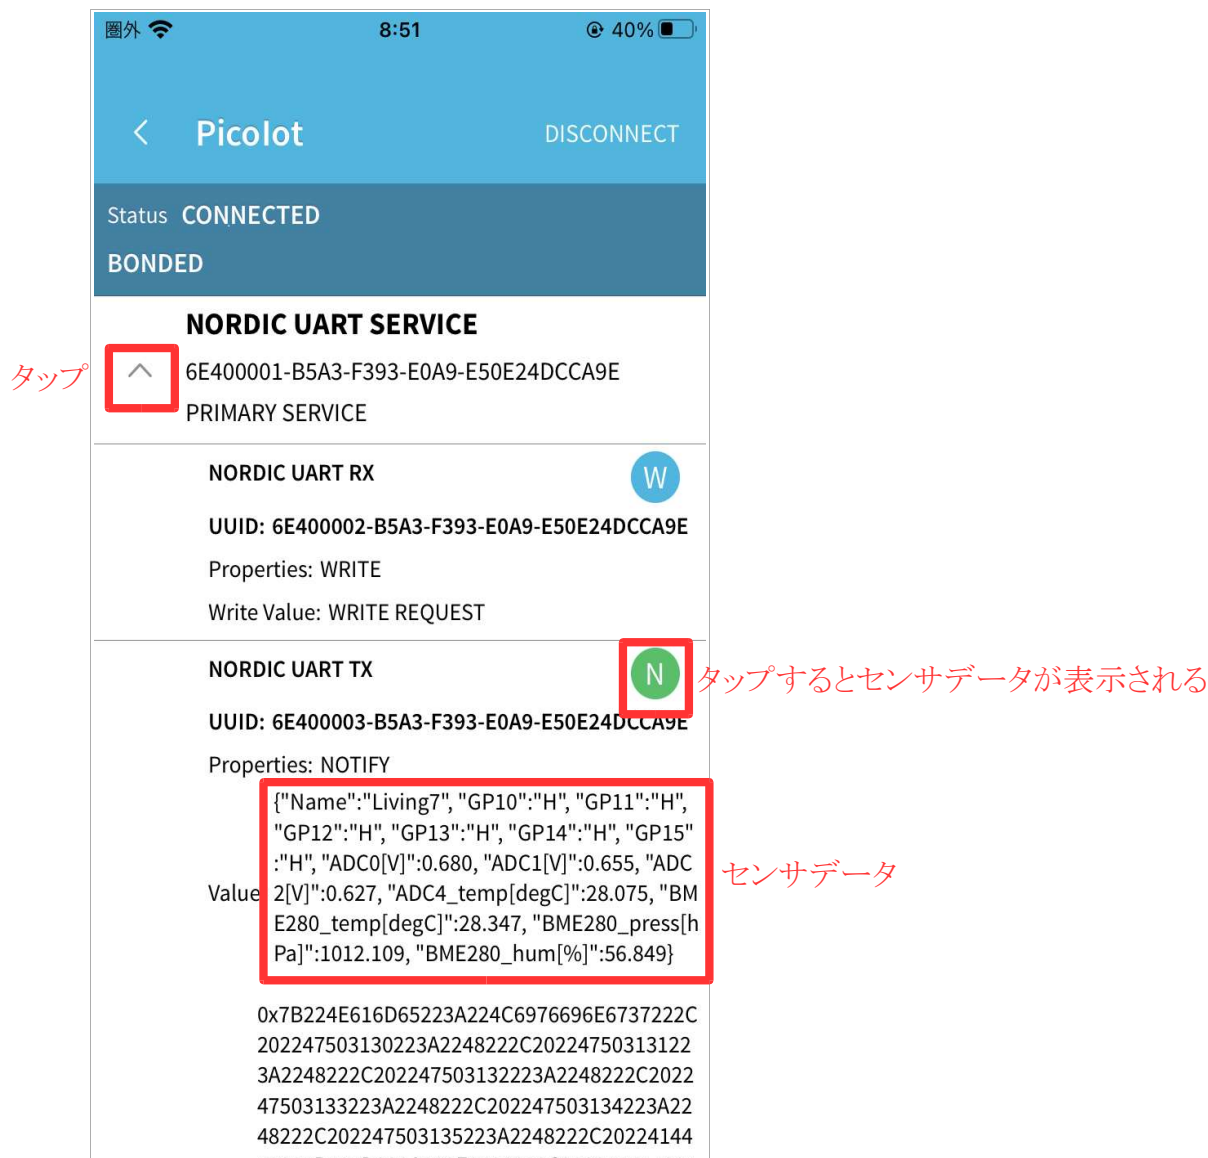 圏外 8:51 40%
PicoIot DISCONNECT
Status CONNECTED
BONDED
NORDIC UART SERVICE
タップ 6E400001-B5A3-F393-E0A9-E50E24DCCA9E
PRIMARY SERVICE
NORDIC UART RX W
UUID: 6E400002-B5A3-F393-E0A9-E50E24DCCA9E
Properties: WRITE
Write Value: WRITE REQUEST
NORDIC UART TX N タップするとセンサデータが表示される
UUID: 6E400003-B5A3-F393-E0A9-E50E24DCCA9E
Properties: NOTIFY
{"Name":"Living7", "GP10":"H", "GP11":"H",
"GP12":"H", "GP13":"H", "GP14":"H", "GP15"
:"H", "ADC0[V]":0.680, "ADC1[V]":0.655, "ADC
センサデータ
Value 2[V]":0.627, "ADC4_temp[degC]":28.075, "BM
E280_temp[degC]":28.347, "BME280_press[h
Pa]":1012.109, "BME280_hum[%]":56.849}
0x7B224E616D65223A224C6976696E6737222C
202247503130223A2248222C20224750313122
3A2248222C202247503132223A2248222C2022
47503133223A2248222C202247503134223A22
48222C202247503135223A2248222C20224144